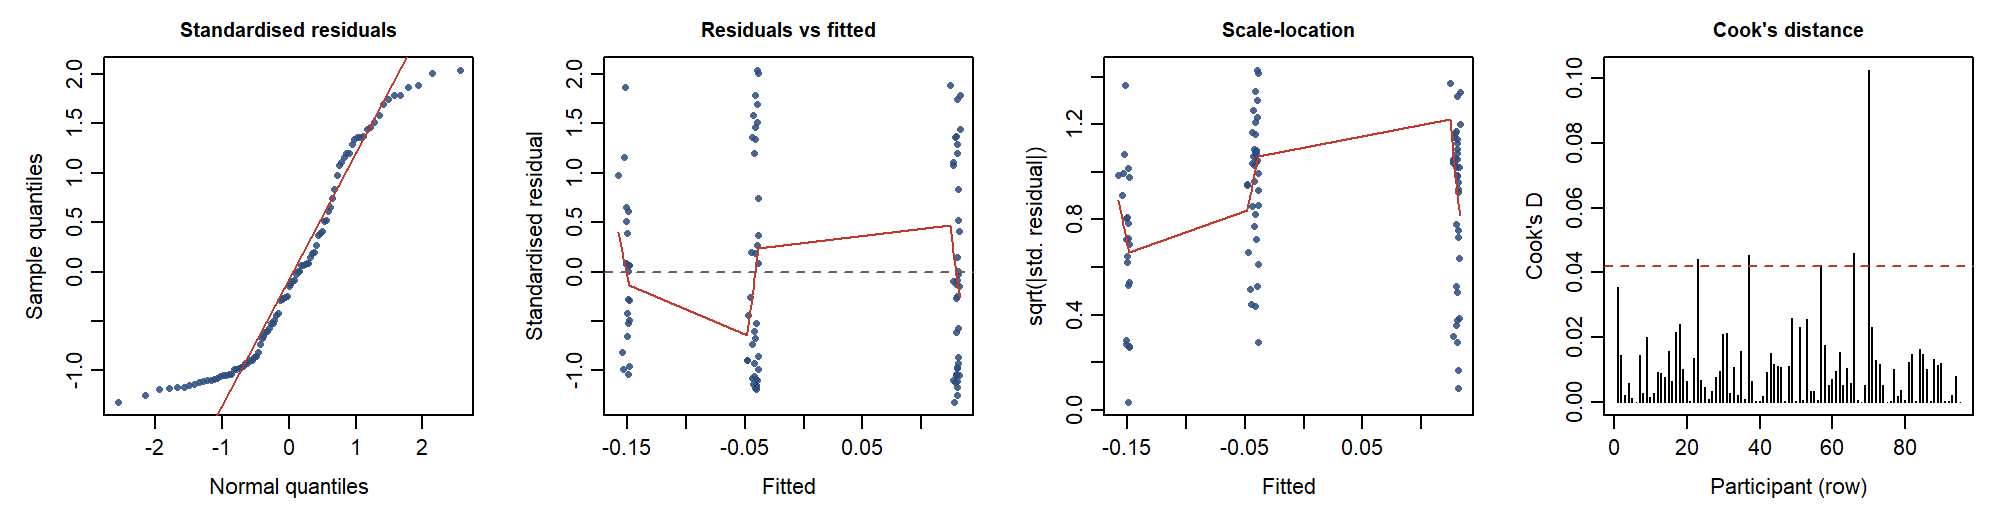 Standardised residuals
Sample quantiles
2.0
1.5
1.0
0.5
0.0
-1.0
-2 -1 0 1 2
Normal quantiles
Residuals vs fitted
Standardised residual
2.0
1.5
1.0
0.5
0.0
-1.0
-0.15 -0.05 0.05
Fitted
Scale-location
sqrt(|std. residual|)
1.2
0.8
0.4
0.0
-0.15 -0.05 0.05
Fitted
Cook's distance
Cook's D
0.10
0.08
0.06
0.04
0.02
0.00
0 20 40 60 80
Participant (row)